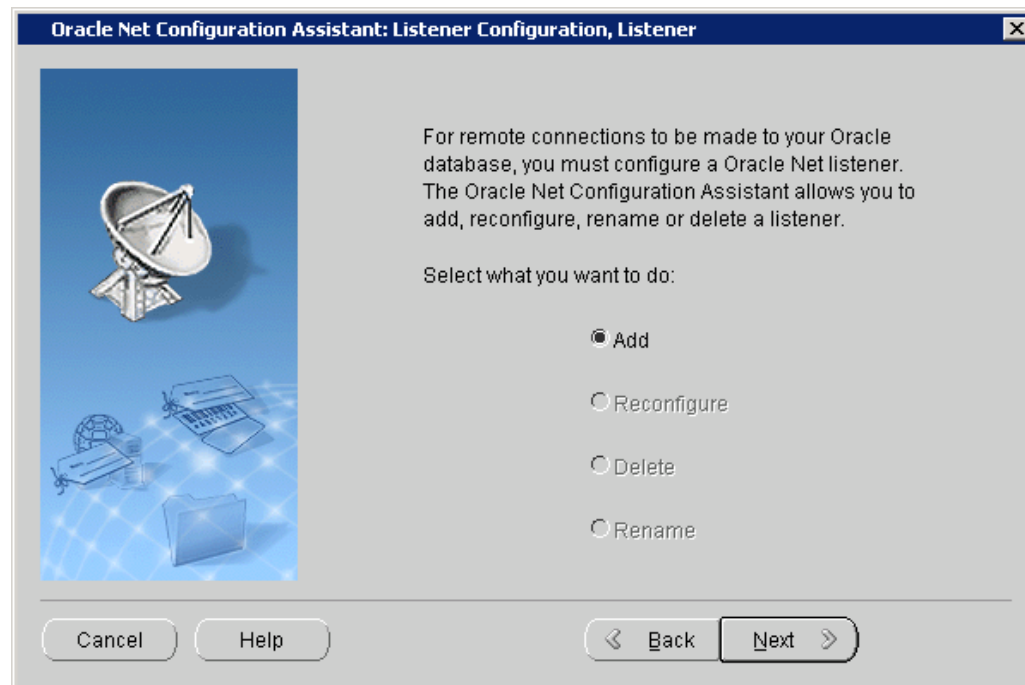 Oracle Net Configuration Assistant: Listener Configuration, Listener
For remote connections to be made to your Oracle
database, you must configure a Oracle Net listener.
The Oracle Net Configuration Assistant allows you to
add, reconfigure, rename or delete a listener.
Select what you want to do:
Add
Reconfigure
Delete
Rename
Cancel
Help
Back
Next